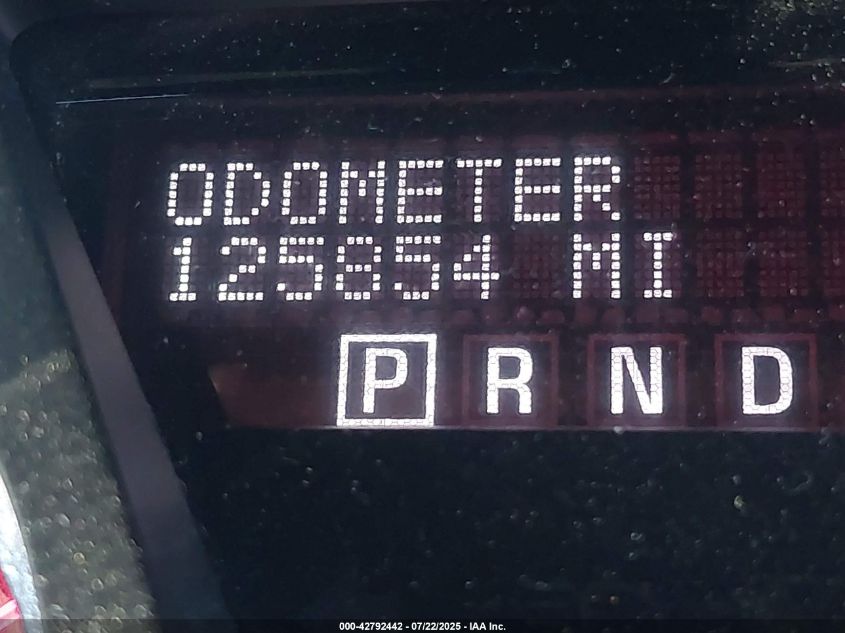 ODOMETER
125854 MI
P R N D
000-42792442 - 07/22/2025 - IAA Inc.